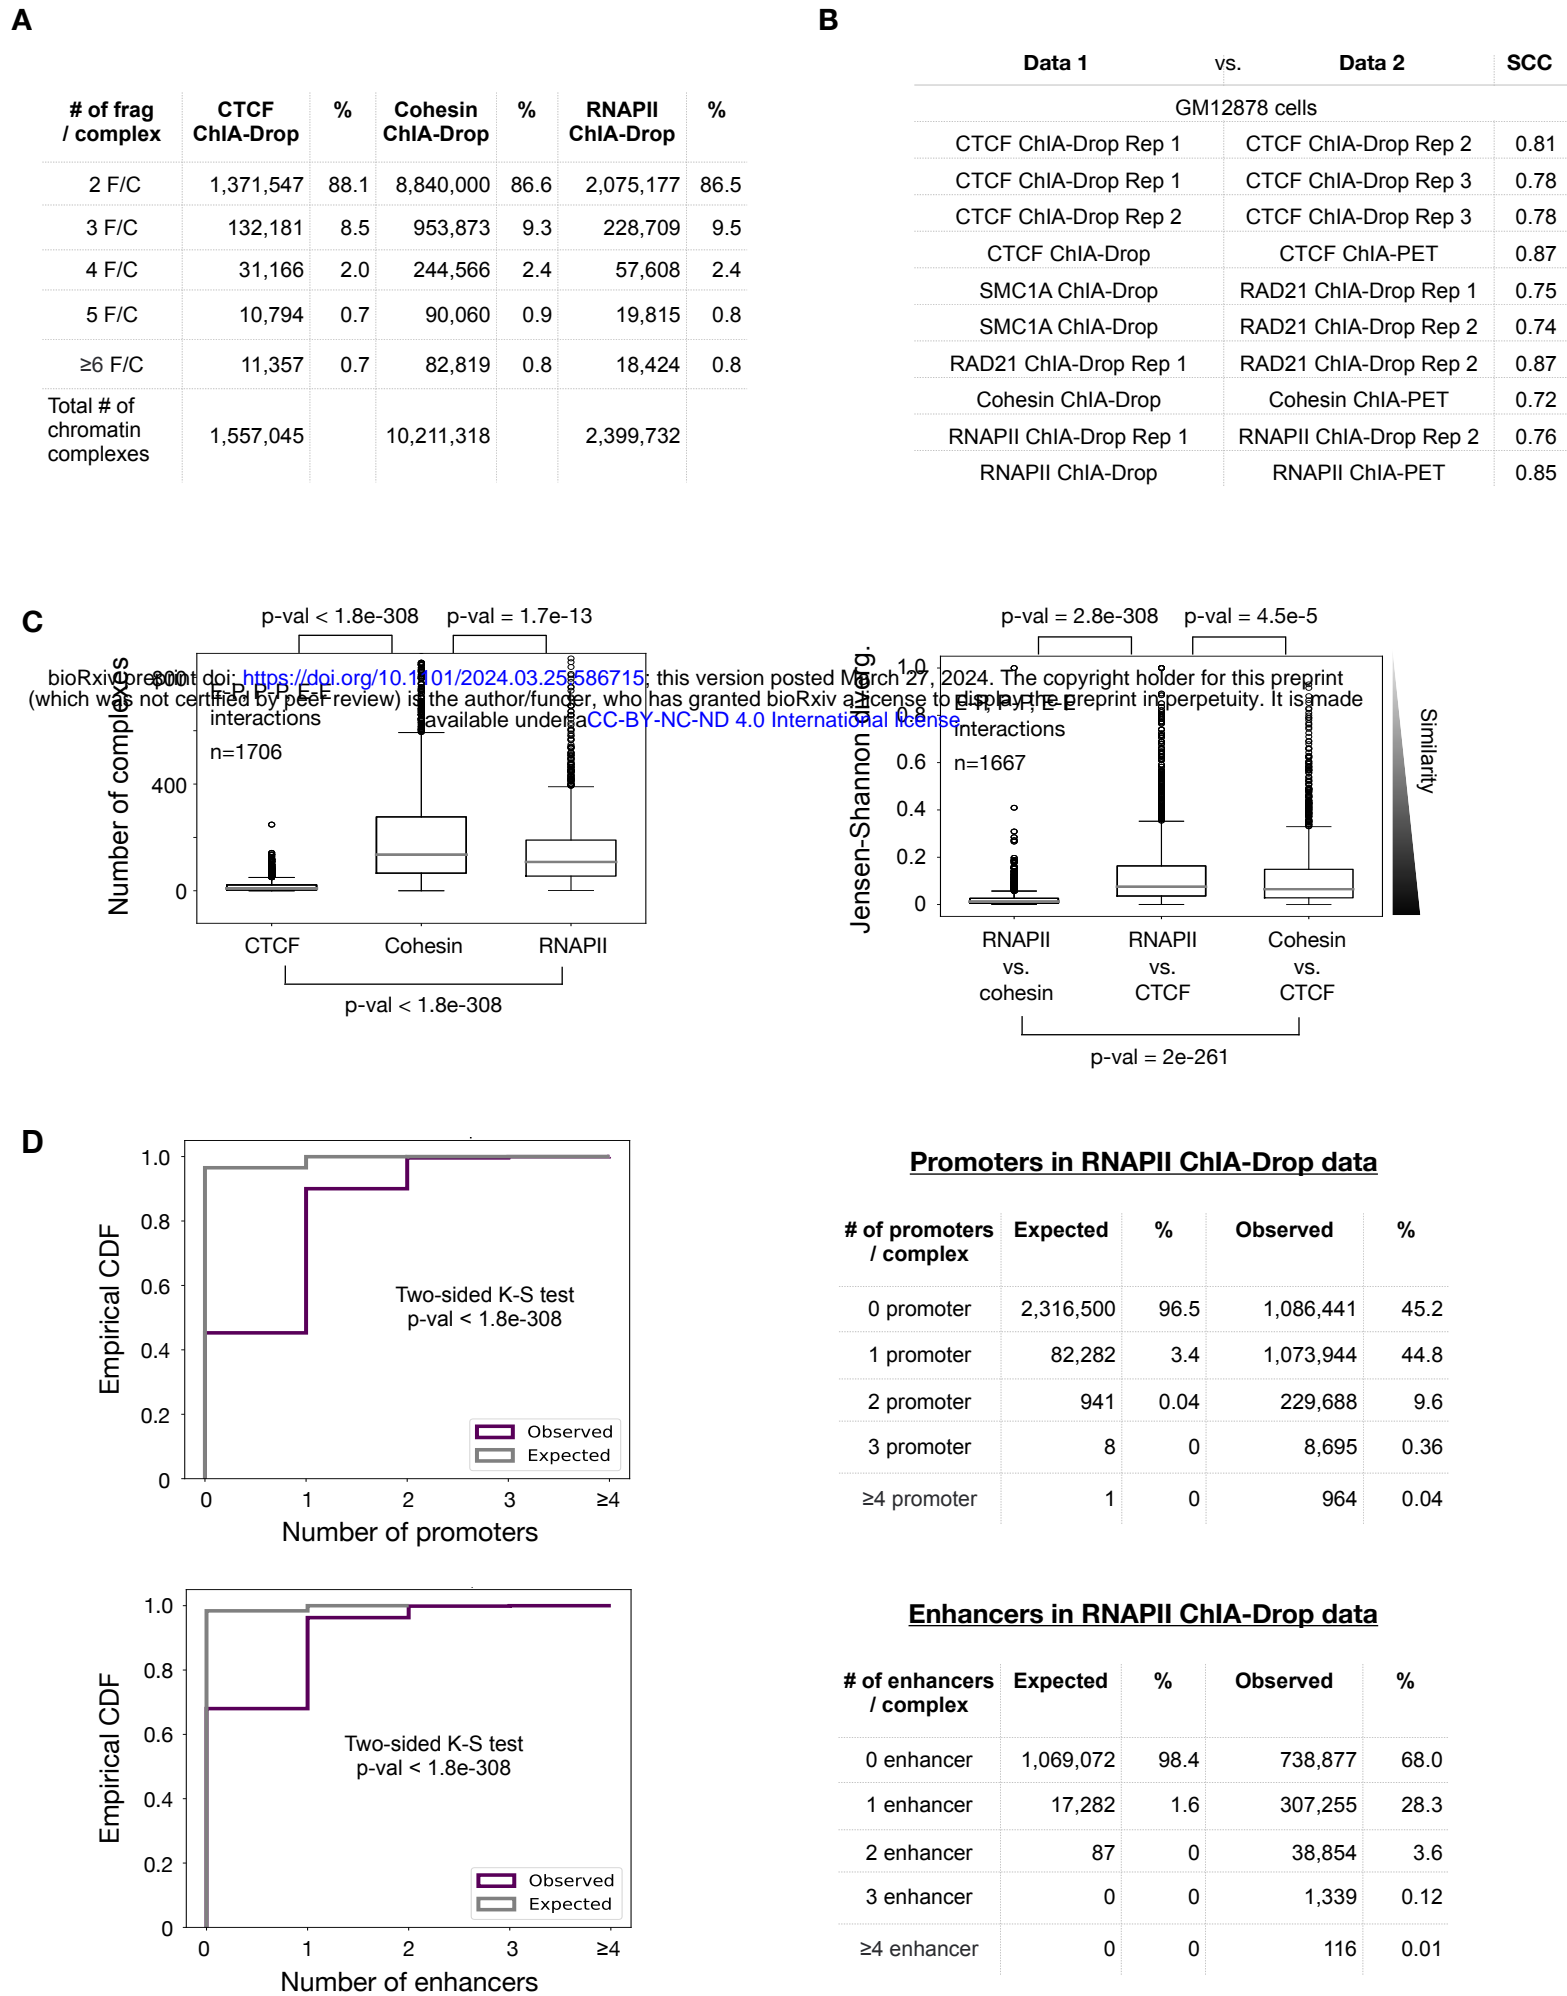 A
# of frag / complex CTCF ChIA-Drop % Cohesin ChIA-Drop % RNAPII ChIA-Drop %
2 F/C 1,371,547 88.1 8,840,000 86.6 2,075,177 86.5
3 F/C 132,181 8.5 953,873 9.3 228,709 9.5
4 F/C 31,166 2.0 244,566 2.4 57,608 2.4
5 F/C 10,794 0.7 90,060 0.9 19,815 0.8
≥6 F/C 11,357 0.7 82,819 0.8 18,424 0.8
Total # of chromatin complexes 1,557,045 10,211,318 2,399,732
B
Data 1 vs. Data 2 SCC
GM12878 cells
CTCF ChIA-Drop Rep 1 CTCF ChIA-Drop Rep 2 0.81
CTCF ChIA-Drop Rep 1 CTCF ChIA-Drop Rep 3 0.78
CTCF ChIA-Drop Rep 2 CTCF ChIA-Drop Rep 3 0.78
CTCF ChIA-Drop CTCF ChIA-PET 0.87
SMC1A ChIA-Drop RAD21 ChIA-Drop Rep 1 0.75
SMC1A ChIA-Drop RAD21 ChIA-Drop Rep 2 0.74
RAD21 ChIA-Drop Rep 1 RAD21 ChIA-Drop Rep 2 0.87
Cohesin ChIA-Drop Cohesin ChIA-PET 0.72
RNAPII ChIA-Drop Rep 1 RNAPII ChIA-Drop Rep 2 0.76
RNAPII ChIA-Drop RNAPII ChIA-PET 0.85
C
p-val < 1.8e-308 p-val = 1.7e-13
bioRxiv preprint doi: https://doi.org/10.1101/2024.03.25.586715; this version posted March 27, 2024. The copyright holder for this preprint
(which was not certified by peer review) is the author/funder, who has granted bioRxiv a license to display the preprint in perpetuity. It is made
available under aCC-BY-NC-ND 4.0 International license.
Number of complexes
800
400
0
E-P, P-P, E-E
interactions
n=1706
CTCF Cohesin RNAPII
p-val < 1.8e-308
p-val = 2.8e-308 p-val = 4.5e-5
Jensen-Shannon diverg.
1.0
0.8
0.6
0.4
0.2
0
E-P, P-P, E-E
interactions
n=1667
Similarity
RNAPII vs. cohesin
RNAPII vs. CTCF
Cohesin vs. CTCF
p-val = 2e-261
D
Empirical CDF
1.0
0.8
0.6
0.4
0.2
0
Two-sided K-S test
p-val < 1.8e-308
Observed
Expected
0 1 2 3 ≥4
Number of promoters
Promoters in RNAPII ChIA-Drop data
# of promoters / complex Expected % Observed %
0 promoter 2,316,500 96.5 1,086,441 45.2
1 promoter 82,282 3.4 1,073,944 44.8
2 promoter 941 0.04 229,688 9.6
3 promoter 8 0 8,695 0.36
≥4 promoter 1 0 964 0.04
Empirical CDF
1.0
0.8
0.6
0.4
0.2
0
Two-sided K-S test
p-val < 1.8e-308
Observed
Expected
0 1 2 3 ≥4
Number of enhancers
Enhancers in RNAPII ChIA-Drop data
# of enhancers / complex Expected % Observed %
0 enhancer 1,069,072 98.4 738,877 68.0
1 enhancer 17,282 1.6 307,255 28.3
2 enhancer 87 0 38,854 3.6
3 enhancer 0 0 1,339 0.12
≥4 enhancer 0 0 116 0.01